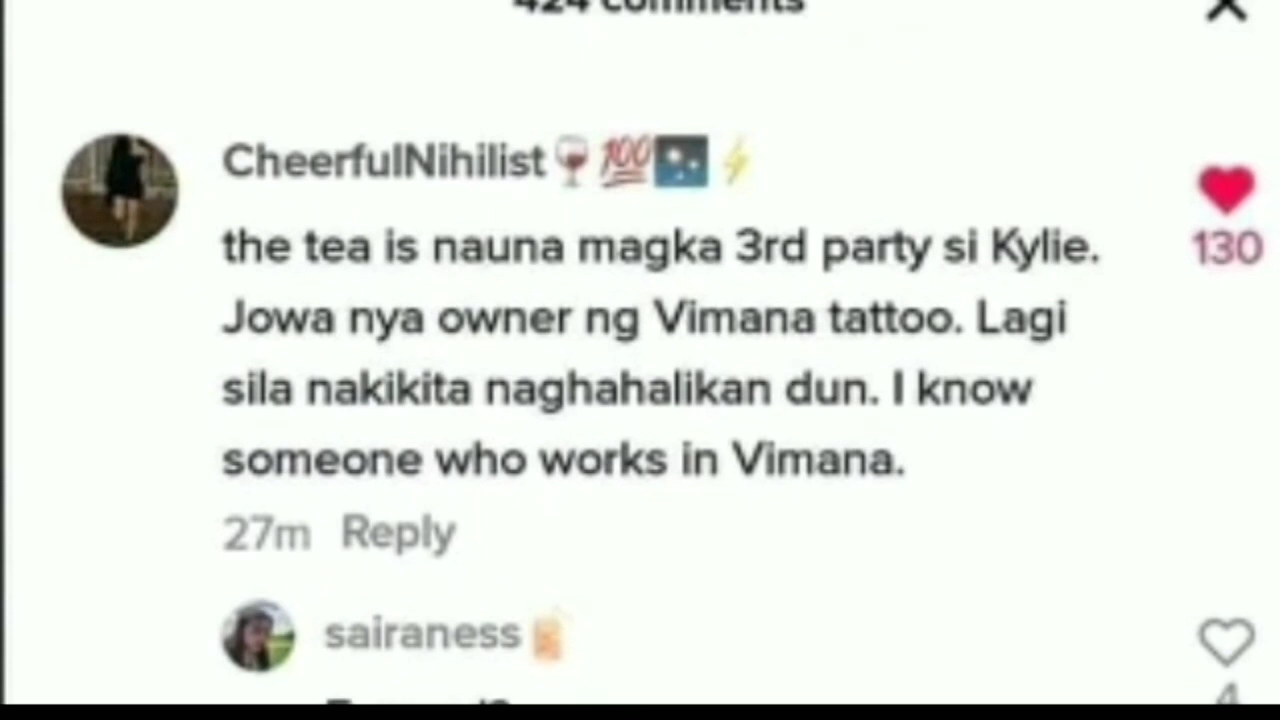 424 comments
CheerfulNihilist🍷💯🌌⚡
the tea is nauna magka 3rd party si Kylie.
Jowa nya owner ng Vimana tattoo. Lagi
sila nakikita naghahalikan dun. I know
someone who works in Vimana.
130
27m Reply
sairaness
4